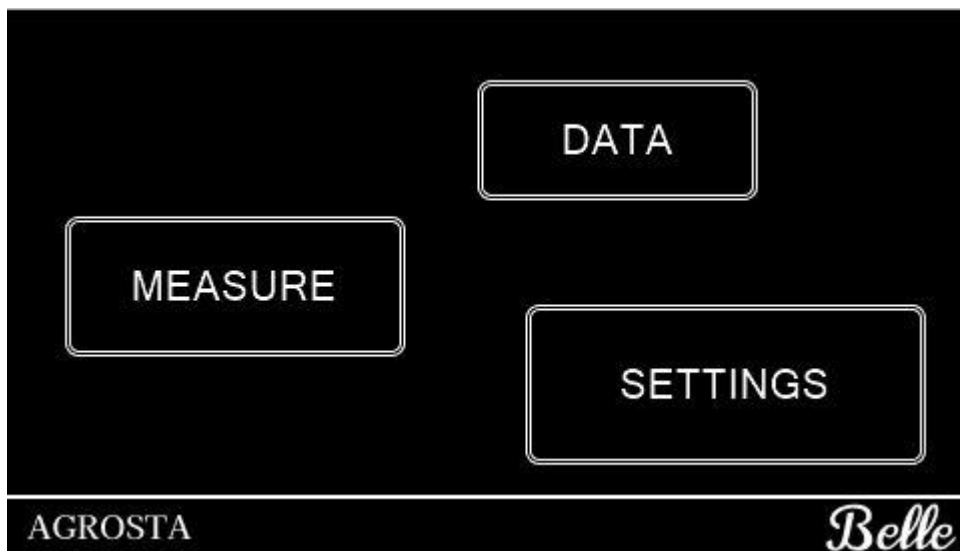 DATA
MEASURE
SETTINGS
AGROSTA
Belle